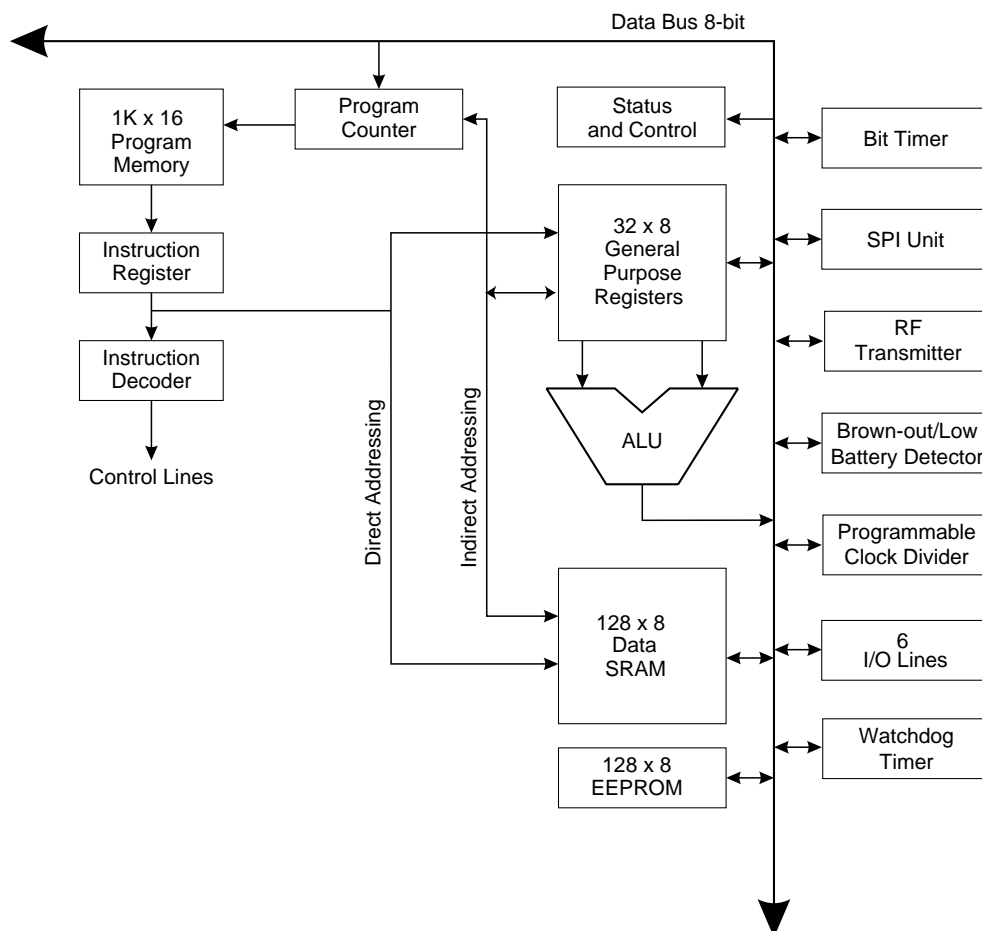 Data Bus 8-bit
1K x 16
Program
Memory
Program
Counter
Status
and Control
Bit Timer
32 x 8
General
Purpose
Registers
SPI Unit
Instruction
Register
RF
Transmitter
Instruction
Decoder
ALU
Brown-out/Low
Battery Detector
Control Lines
Direct Addressing
Indirect Addressing
Programmable
Clock Divider
128 x 8
Data
SRAM
6
I/O Lines
Watchdog
Timer
128 x 8
EEPROM